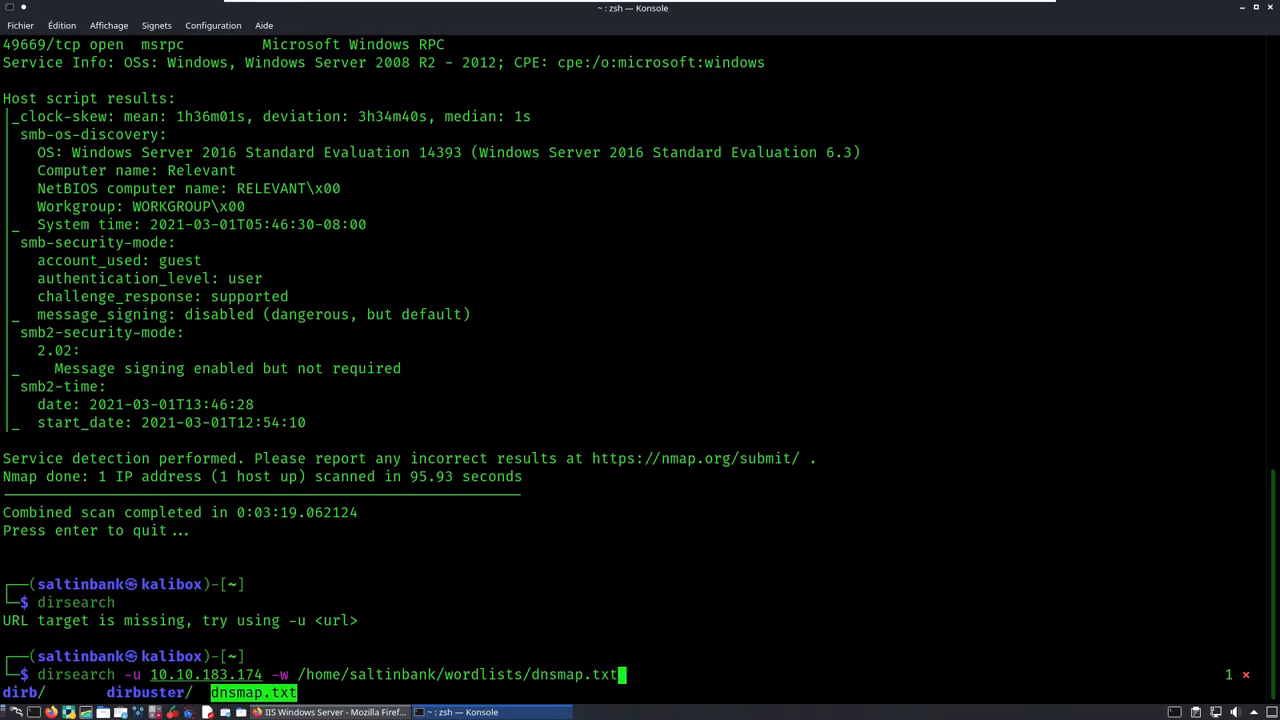 ~ : zsh — Konsole
Fichier Édition Affichage Signets Configuration Aide
49669/tcp open  msrpc        Microsoft Windows RPC
Service Info: OSs: Windows, Windows Server 2008 R2 - 2012; CPE: cpe:/o:microsoft:windows
Host script results:
|_clock-skew: mean: 1h36m01s, deviation: 3h34m40s, median: 1s
| smb-os-discovery:
|   OS: Windows Server 2016 Standard Evaluation 14393 (Windows Server 2016 Standard Evaluation 6.3)
|   Computer name: Relevant
|   NetBIOS computer name: RELEVANT\x00
|   Workgroup: WORKGROUP\x00
|_  System time: 2021-03-01T05:46:30-08:00
| smb-security-mode:
|   account_used: guest
|   authentication_level: user
|   challenge_response: supported
|_  message_signing: disabled (dangerous, but default)
| smb2-security-mode:
|   2.02:
|_    Message signing enabled but not required
| smb2-time:
|   date: 2021-03-01T13:46:28
|_  start_date: 2021-03-01T12:54:10
Service detection performed. Please report any incorrect results at https://nmap.org/submit/ .
Nmap done: 1 IP address (1 host up) scanned in 95.93 seconds
Combined scan completed in 0:03:19.062124
Press enter to quit...
┌──(saltinbank㉿kalibox)-[~]
└─$ dirsearch
URL target is missing, try using -u <url>
┌──(saltinbank㉿kalibox)-[~]
└─$ dirsearch -u 10.10.183.174 -w /home/saltinbank/wordlists/dnsmap.txt 1 ⨯
dirb/ dirbuster/ dnsmap.txt
IIS Windows Server - Mozilla Firef... ~ : zsh — Konsole